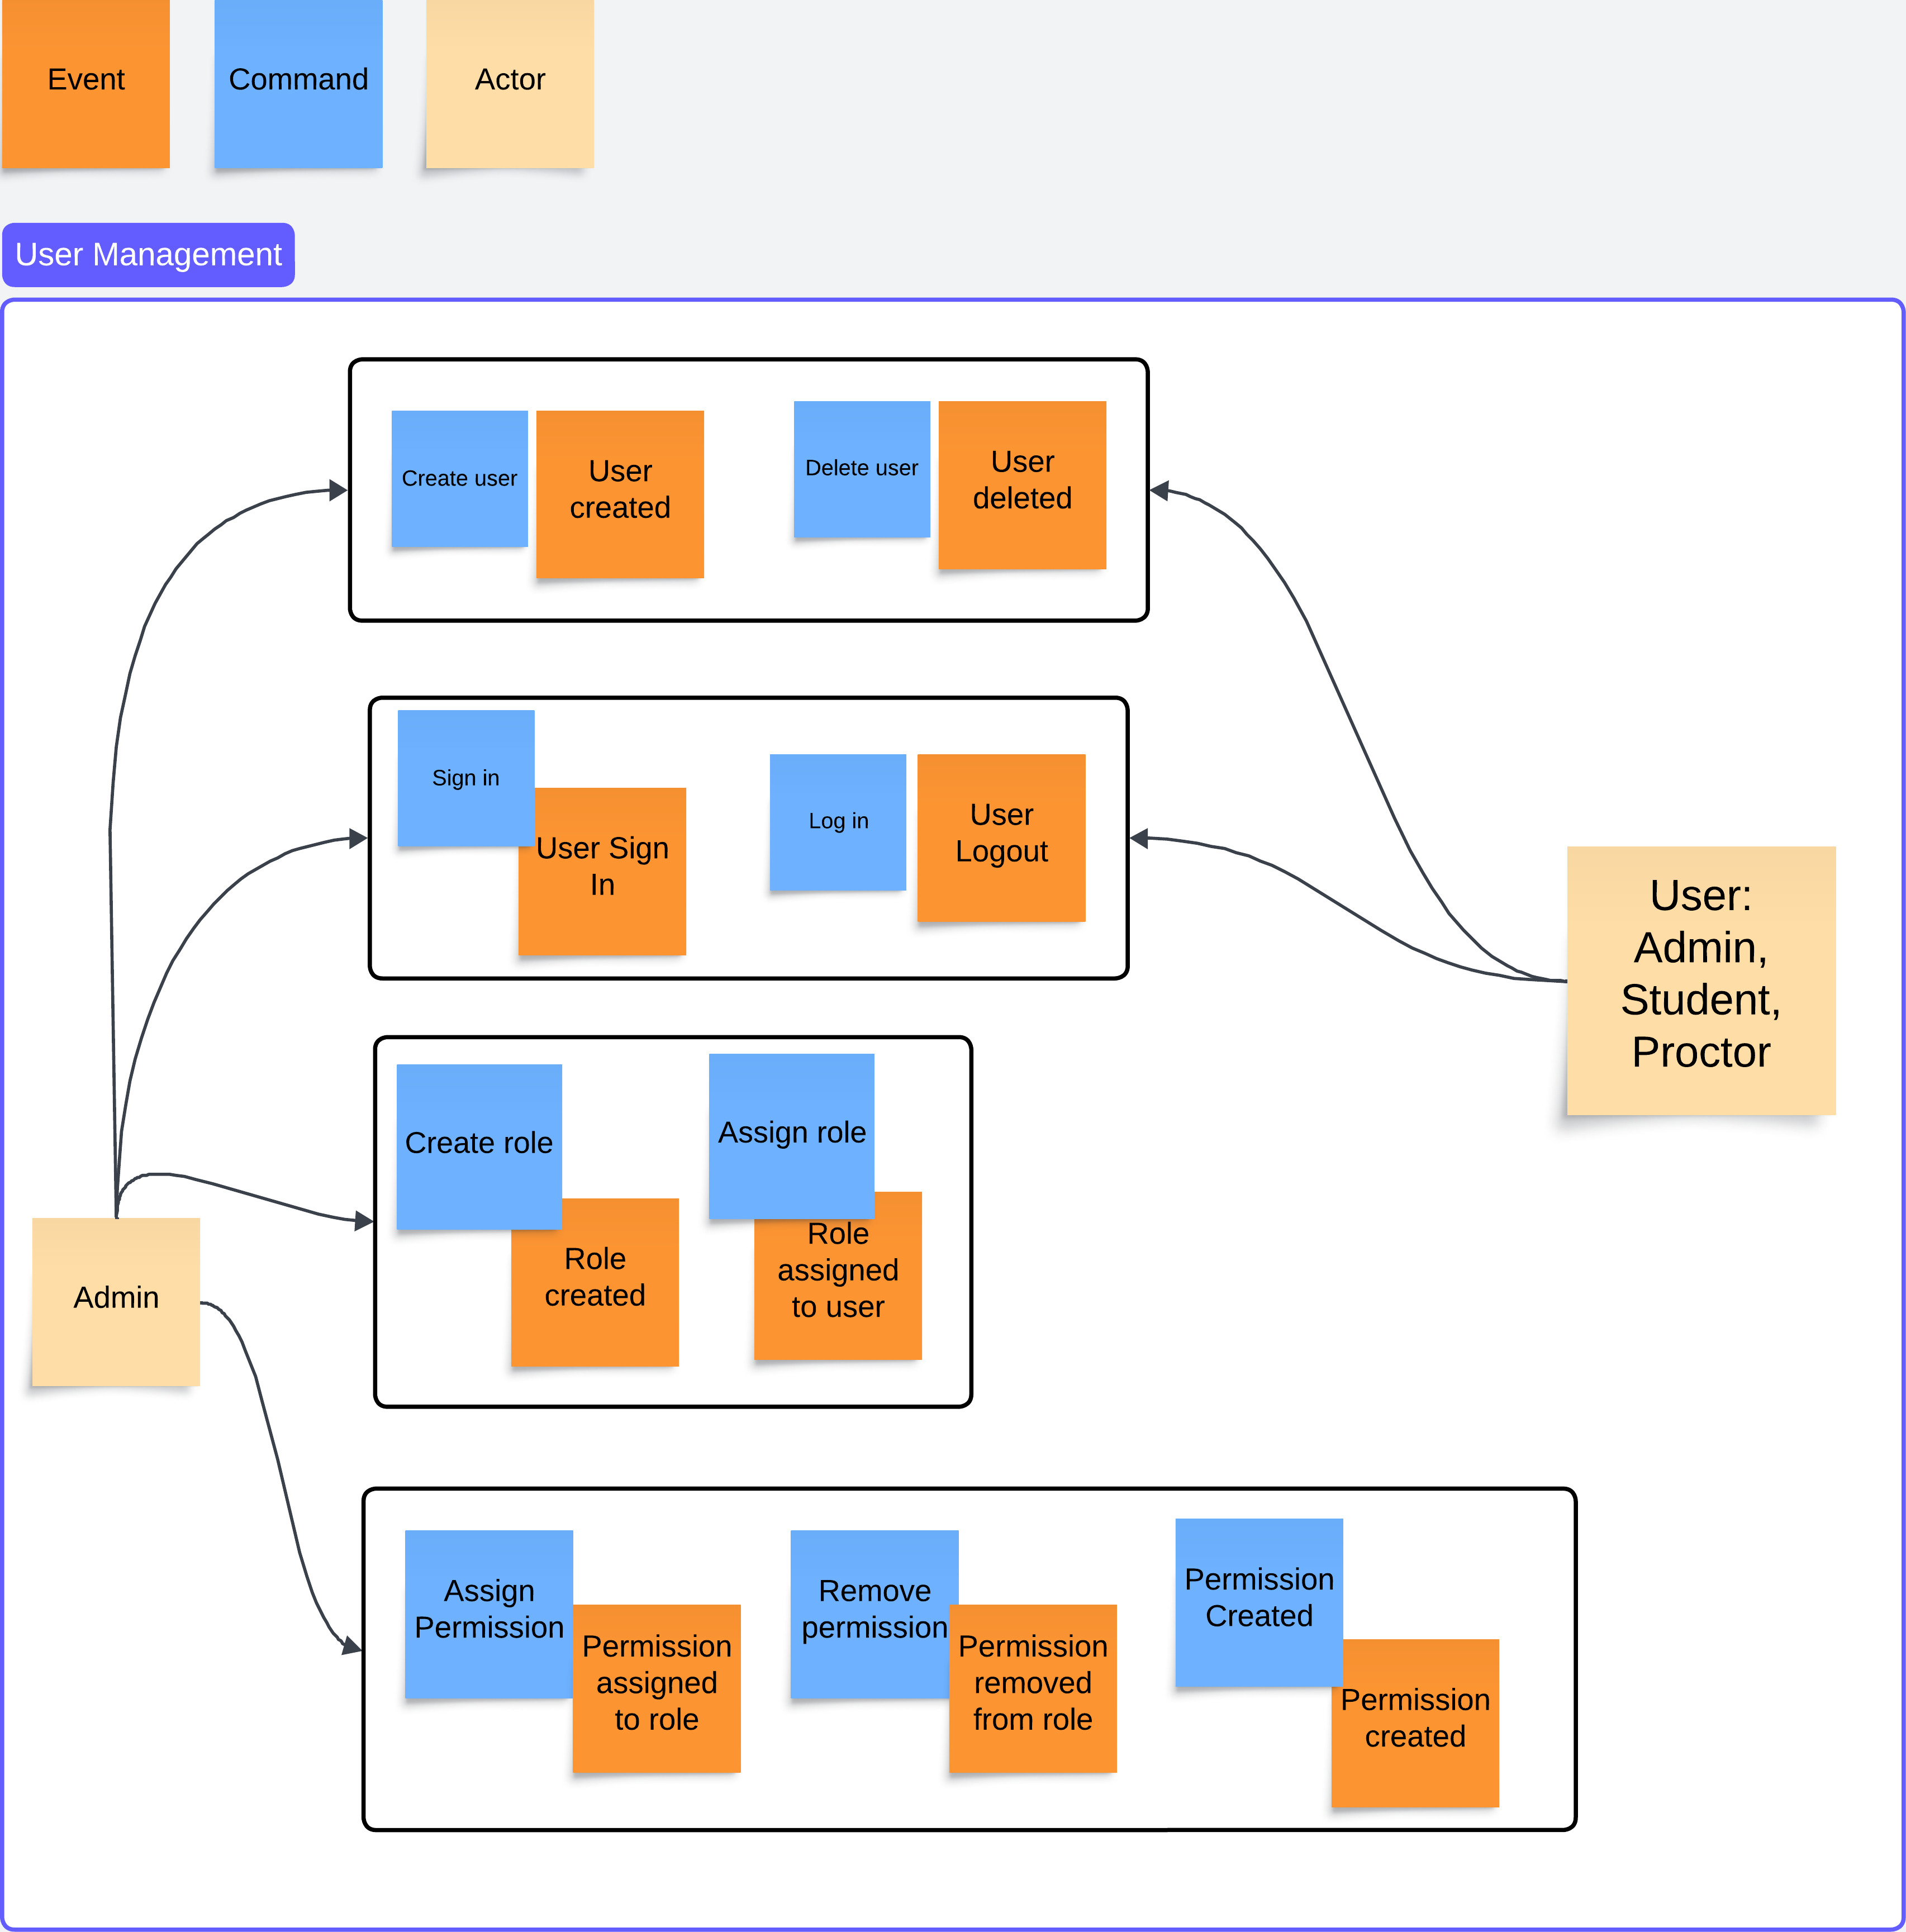 Event
Command
Actor
User Management
Create user
User
created
Delete user
User
deleted
Sign in
User Sign
In
Log in
User
Logout
User:
Admin,
Student,
Proctor
Create role
Role
created
Assign role
Role
assigned
to user
Admin
Assign
Permission
Permission
assigned
to role
Remove
permission
Permission
removed
from role
Permission
Created
Permission
created